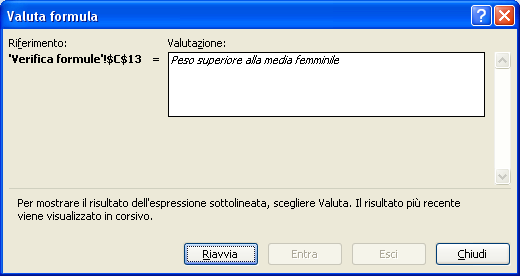 Valuta formula
Riferimento:
Valutazione:
'Verifica formule'!$C$13 =
Peso superiore alla media femminile
Per mostrare il risultato dell'espressione sottolineata, scegliere Valuta. Il risultato più recente
viene visualizzato in corsivo.
Riavvia
Entra
Esci
Chiudi